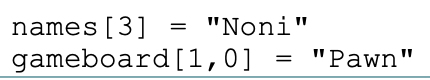 names[3] = "Noni"
gameboard[1,0] = "Pawn"